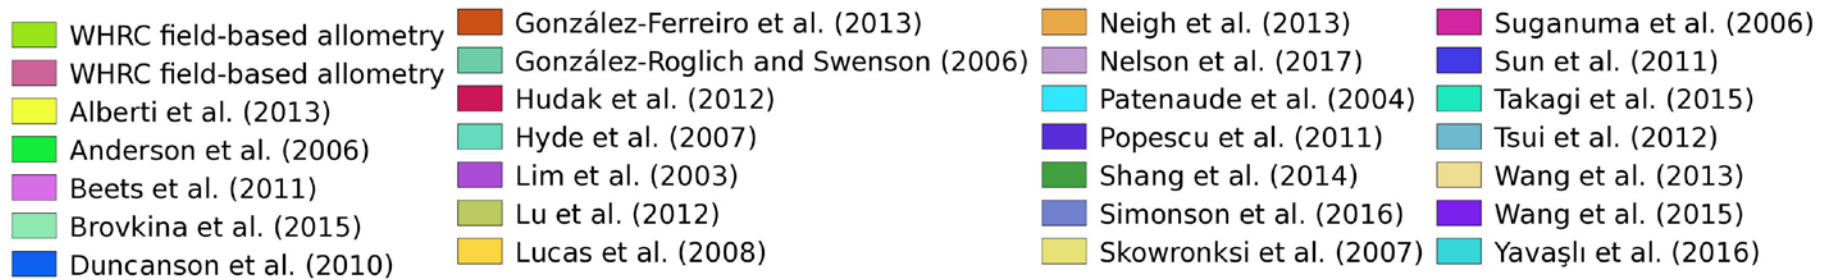 WHRC field-based allometry
WHRC field-based allometry
Alberti et al. (2013)
Anderson et al. (2006)
Beets et al. (2011)
Brovkina et al. (2015)
Duncanson et al. (2010)
González-Ferreiro et al. (2013)
González-Roglich and Swenson (2006)
Hudak et al. (2012)
Hyde et al. (2007)
Lim et al. (2003)
Lu et al. (2012)
Lucas et al. (2008)
Neigh et al. (2013)
Nelson et al. (2017)
Patenaude et al. (2004)
Popescu et al. (2011)
Shang et al. (2014)
Simonson et al. (2016)
Skowronksi et al. (2007)
Suganuma et al. (2006)
Sun et al. (2011)
Takagi et al. (2015)
Tsui et al. (2012)
Wang et al. (2013)
Wang et al. (2015)
Yavaşlı et al. (2016)